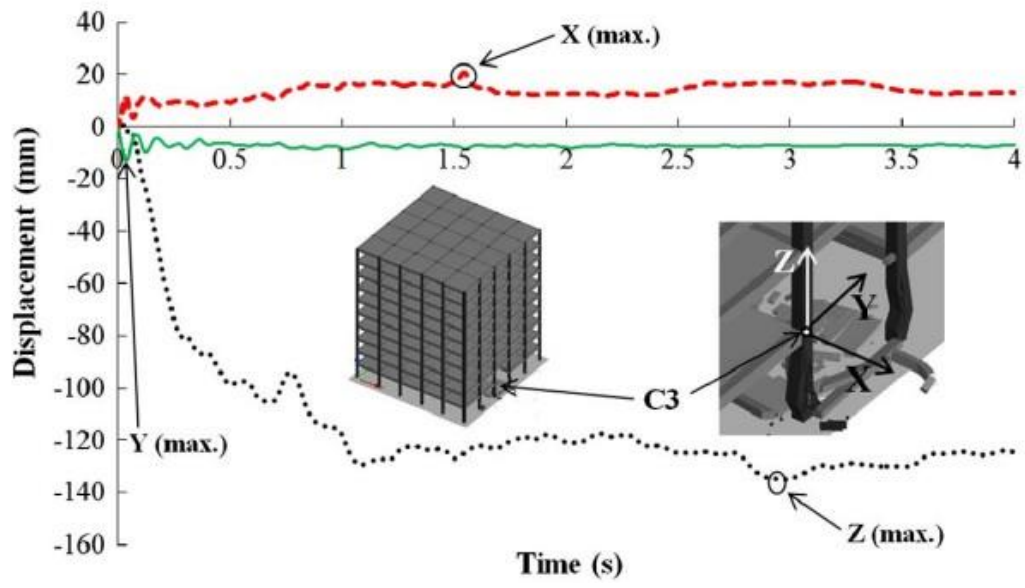 40
X (max.)
20
0
0 0.5 1 1.5 2 2.5 3 3.5 4
-20
-40
Z
-60
Y
-80
Displacement (mm)
X
-100
C3
-120
Y (max.)
-140
Z (max.)
-160
Time (s)